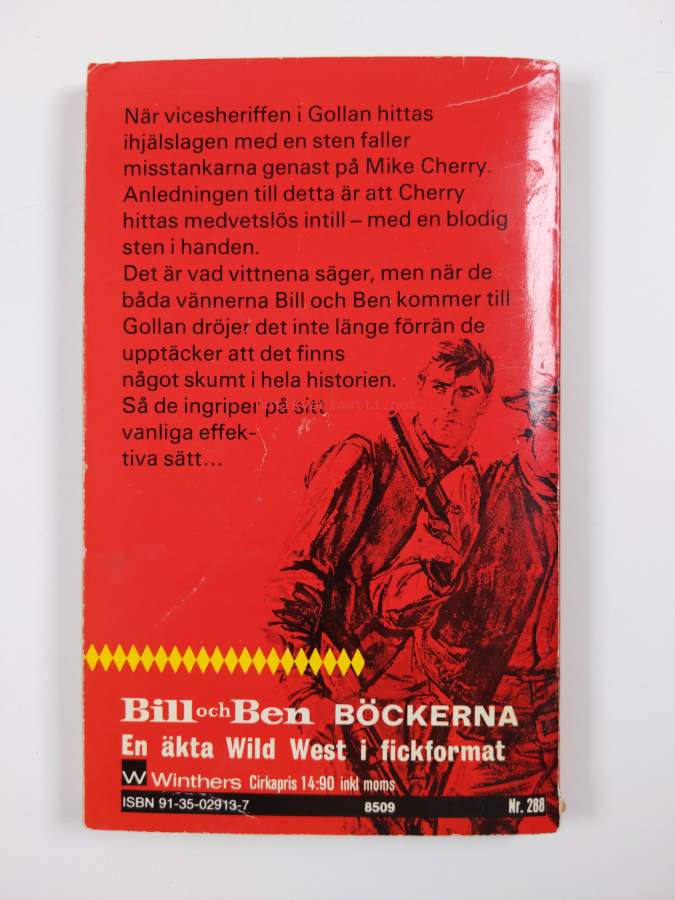 När vicesheriffen i Gollan hittas
ihjälslagen med en sten faller
misstankarna genast på Mike Cherry.
Anledningen till detta är att Cherry
hittas medvetslös intill – med en blodig
sten i handen.
Det är vad vittnena säger, men när de
båda vännerna Bill och Ben kommer till
Gollan dröjer det inte länge förrän de
upptäcker att det finns
något skumt i hela historien.
Så de ingriper på sitt
vanliga effek-
tiva sätt...
Bill och Ben BÖCKERNA
En äkta Wild West i fickformat
W Winthers Cirkapris 14:90 inkl moms
ISBN 91-35-02913-7 8509 Nr. 288